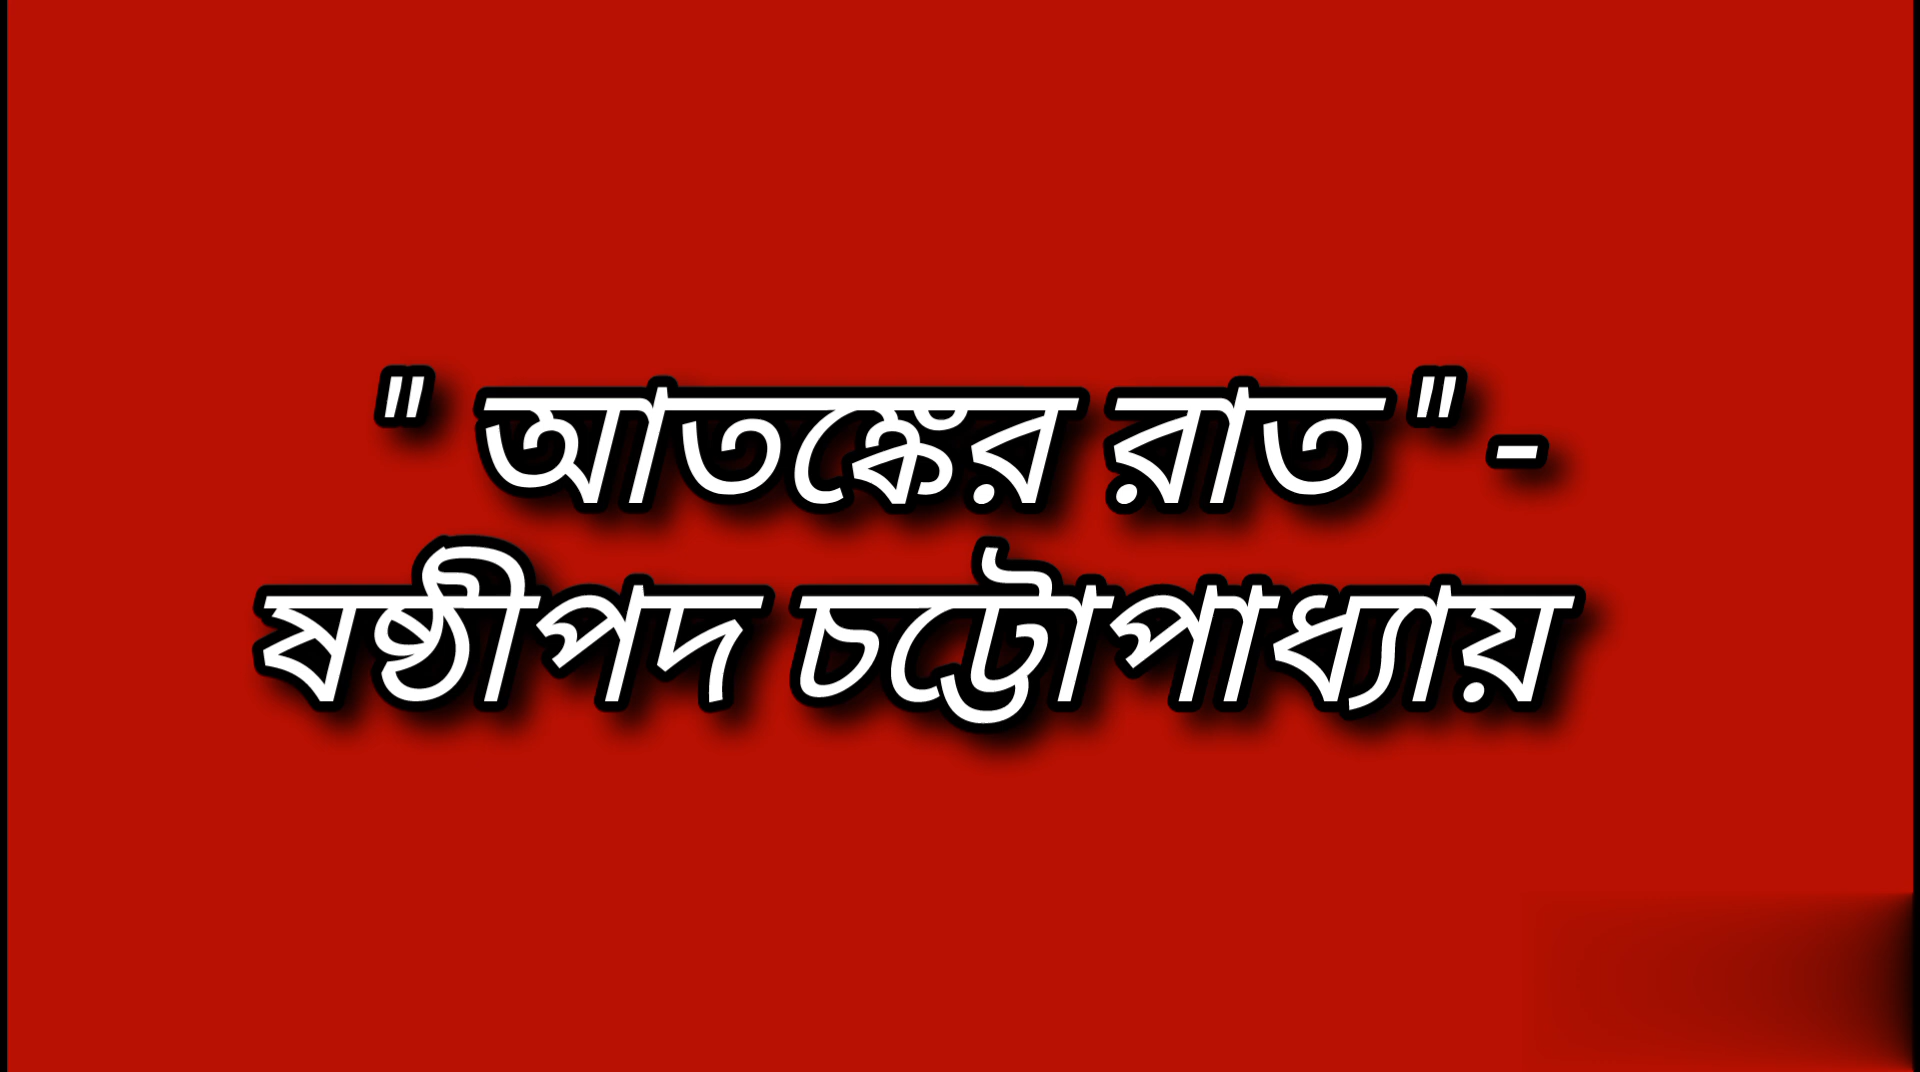 " আতঙ্কের রাত " -
ষষ্ঠীপদ চট্টোপাধ্যায়